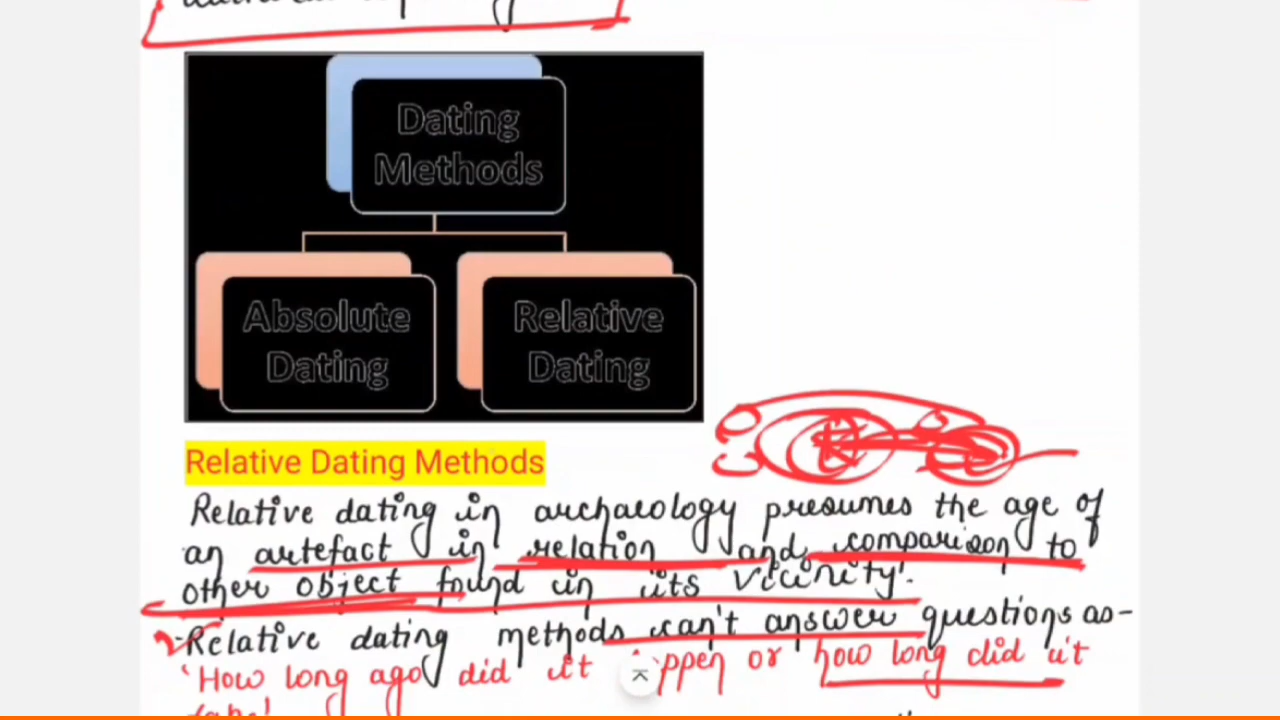 Dating
Methods
Absolute
Dating
Relative
Dating
Relative Dating Methods
Relative dating in archaeology presumes the age of
an artefact in relation and comparison to
other object found in its vicinity.
Relative dating methods can't answer questions as-
'How long ago did it happen or how long did it